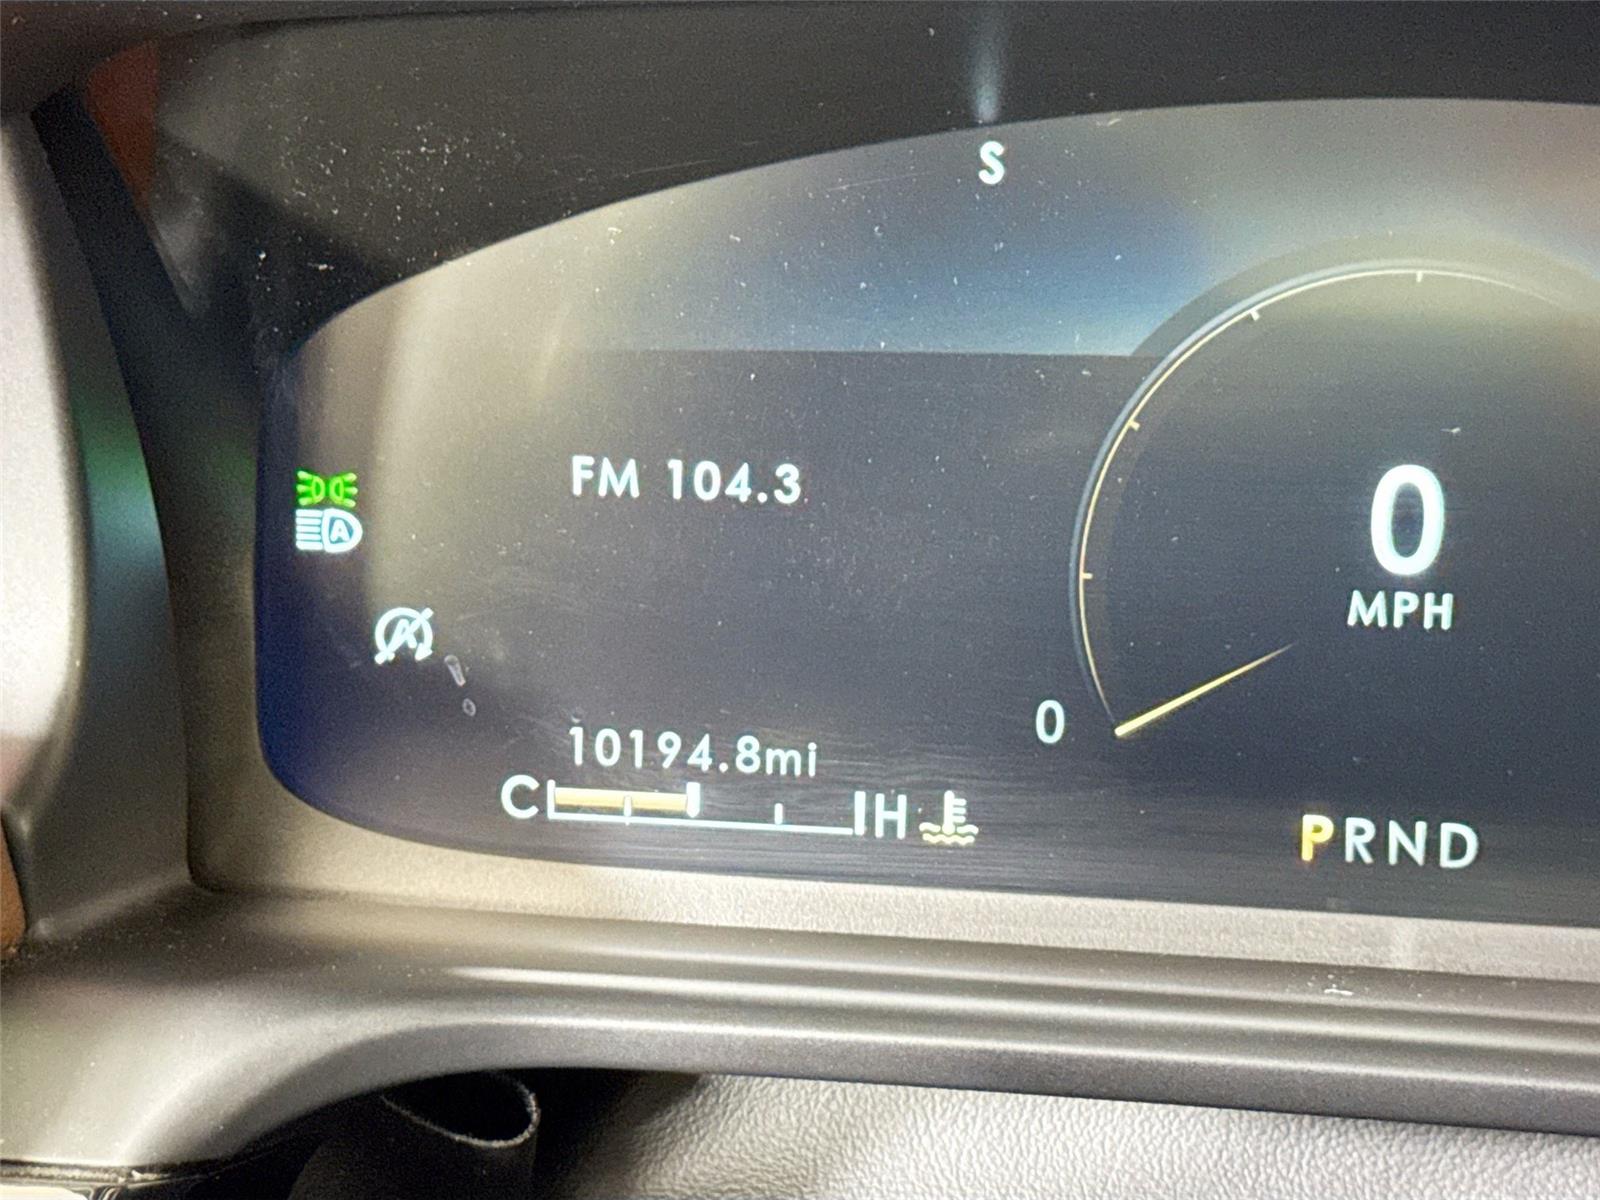 S
FM 104.3
A
0
MPH
A
0
10194.8mi
C H
PRND